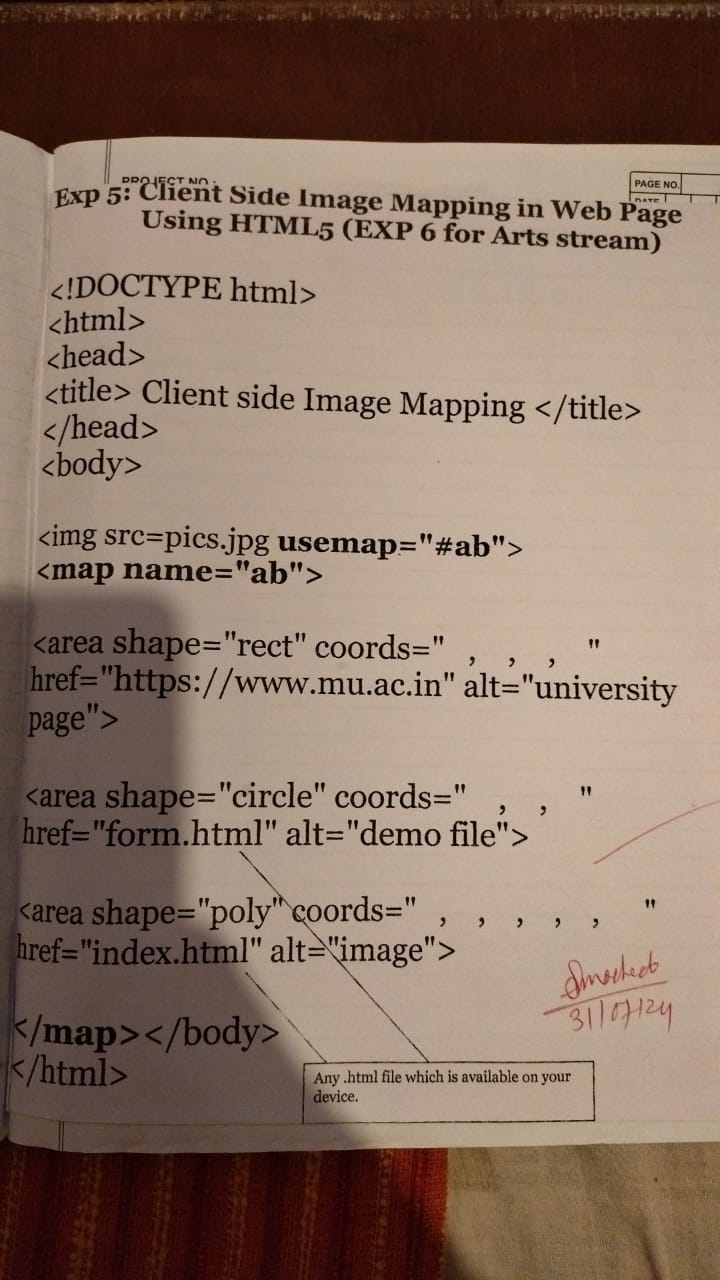 PROJECT NO.:
PAGE NO.
DATE
Exp 5: Client Side Image Mapping in Web Page
Using HTML5 (EXP 6 for Arts stream)
<!DOCTYPE html>
<html>
<head>
<title> Client side Image Mapping </title>
</head>
<body>
<img src=pics.jpg usemap="#ab">
<map name="ab">
<area shape="rect" coords=" , , , "
href="https://www.mu.ac.in" alt="university
page">
<area shape="circle" coords=" , , "
href="form.html" alt="demo file">
<area shape="poly" coords=" , , , , , "
href="index.html" alt="image">
31/07/24
</map></body>
</html>
Any .html file which is available on your
device.